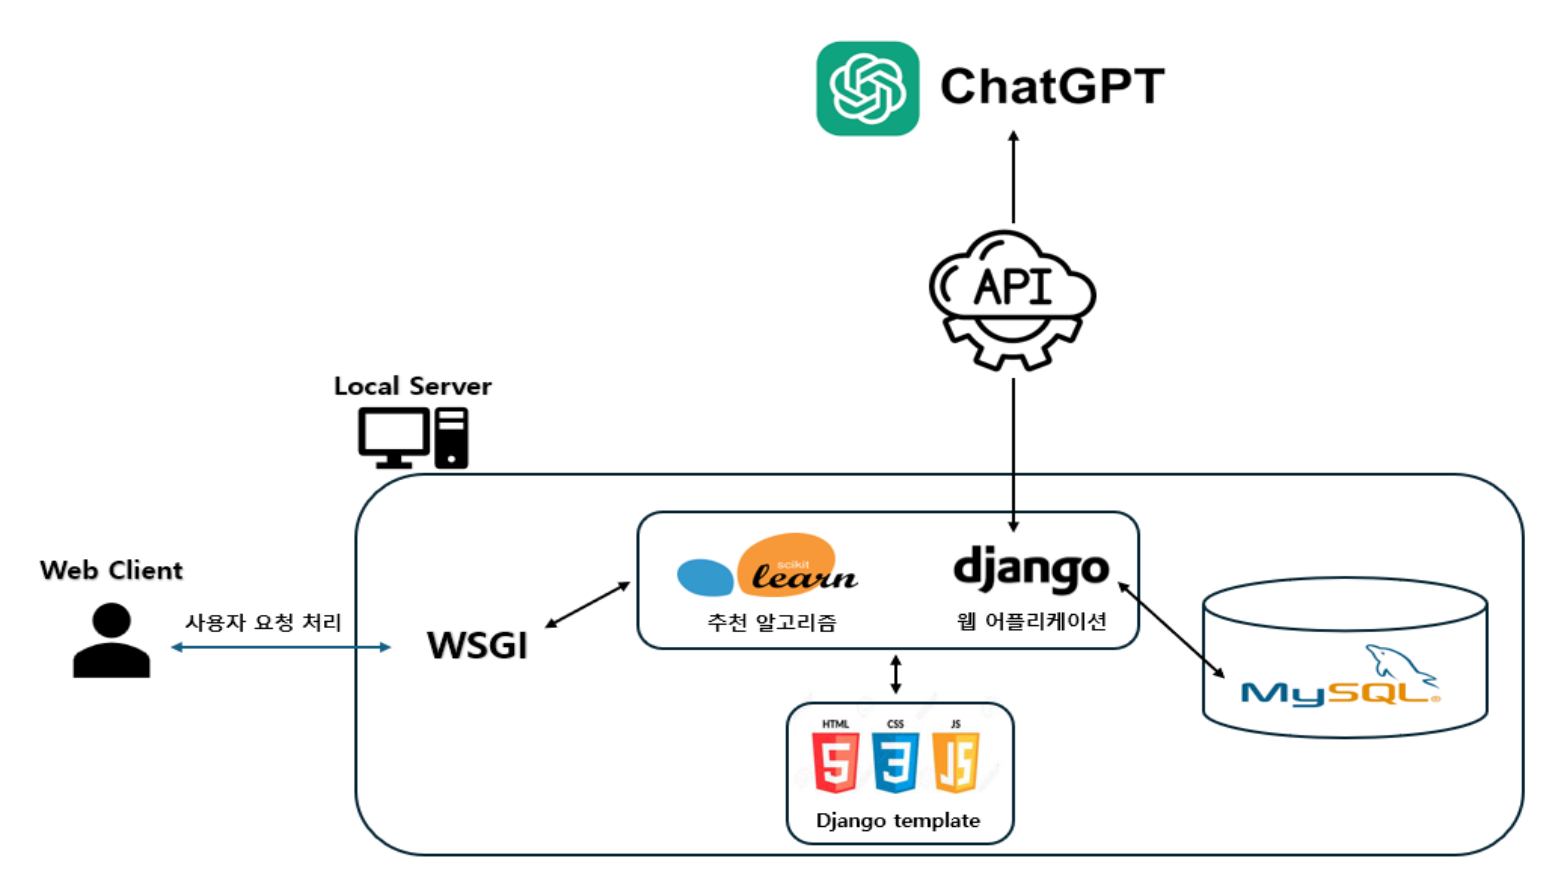 ChatGPT
API
Local Server
Web Client
사용자 요청 처리
WSGI
scikit
learn
추천 알고리즘
django
웹 어플리케이션
MySQL®
HTML CSS JS
5 3 JS
Django template